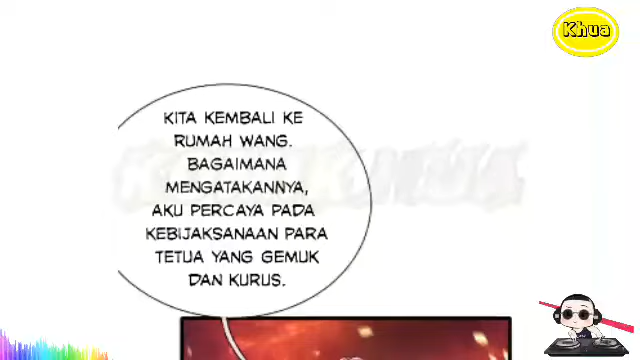 Khua
KITA KEMBALI KE
RUMAH WANG.
BAGAIMANA
MENGATAKANNYA,
AKU PERCAYA PADA
KEBIJAKSANAAN PARA
TETUA YANG GEMUK
DAN KURUS.